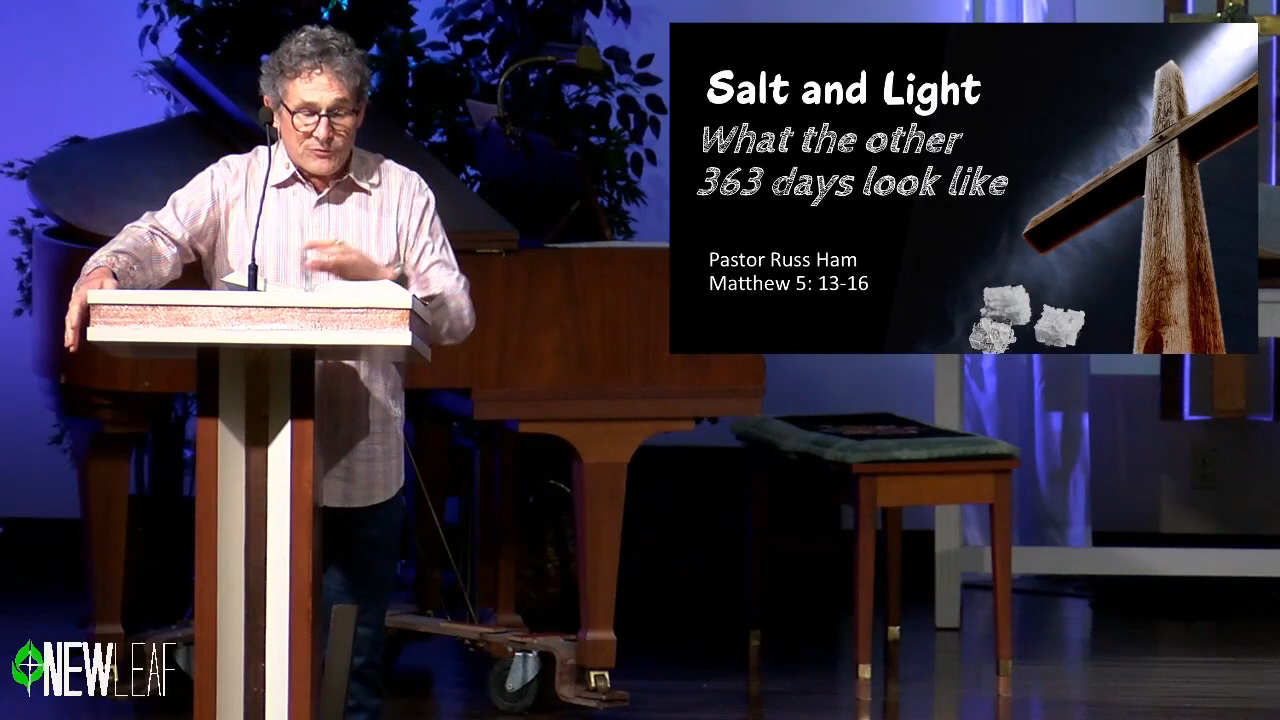 Salt and Light
What the other
363 days look like
Pastor Russ Ham
Matthew 5: 13-16
NEWLEAF